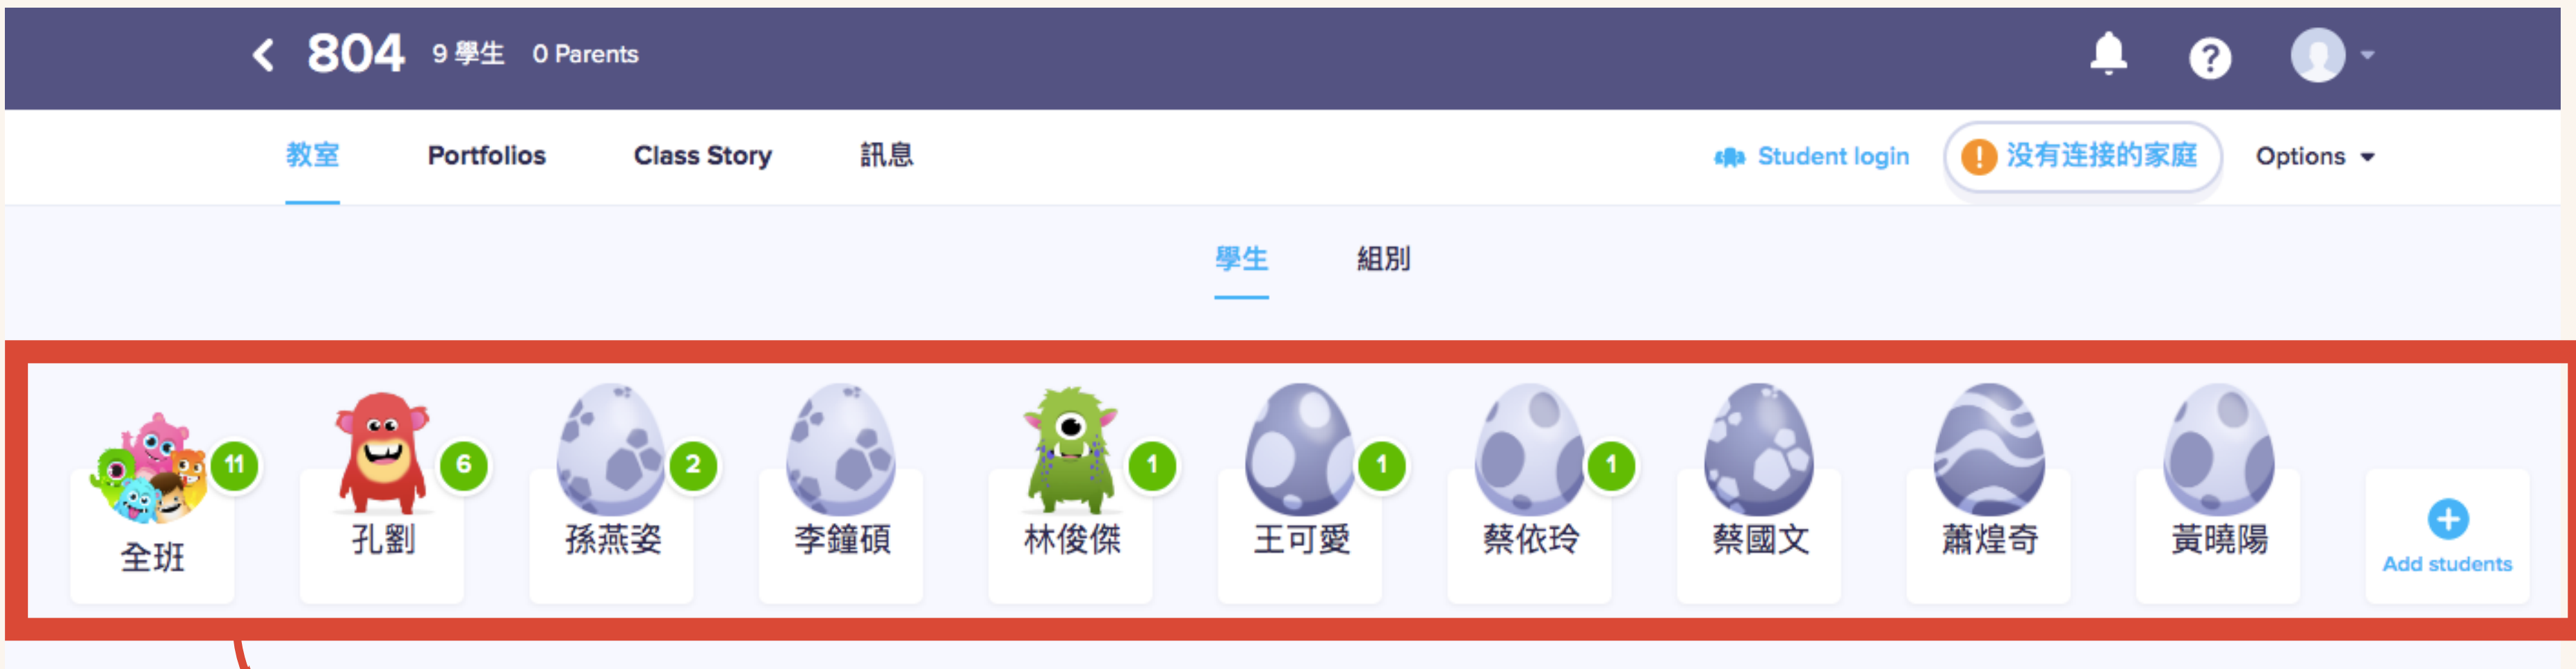 804 9 學生 0 Parents
教室 Portfolios Class Story 訊息 Student login 没有连接的家庭 Options
學生 組別
11 6 2 1 1 1
全班 孔劉 孫燕姿 李鐘碩 林俊傑 王可愛 蔡依玲 蔡國文 蕭煌奇 黃曉陽 Add students